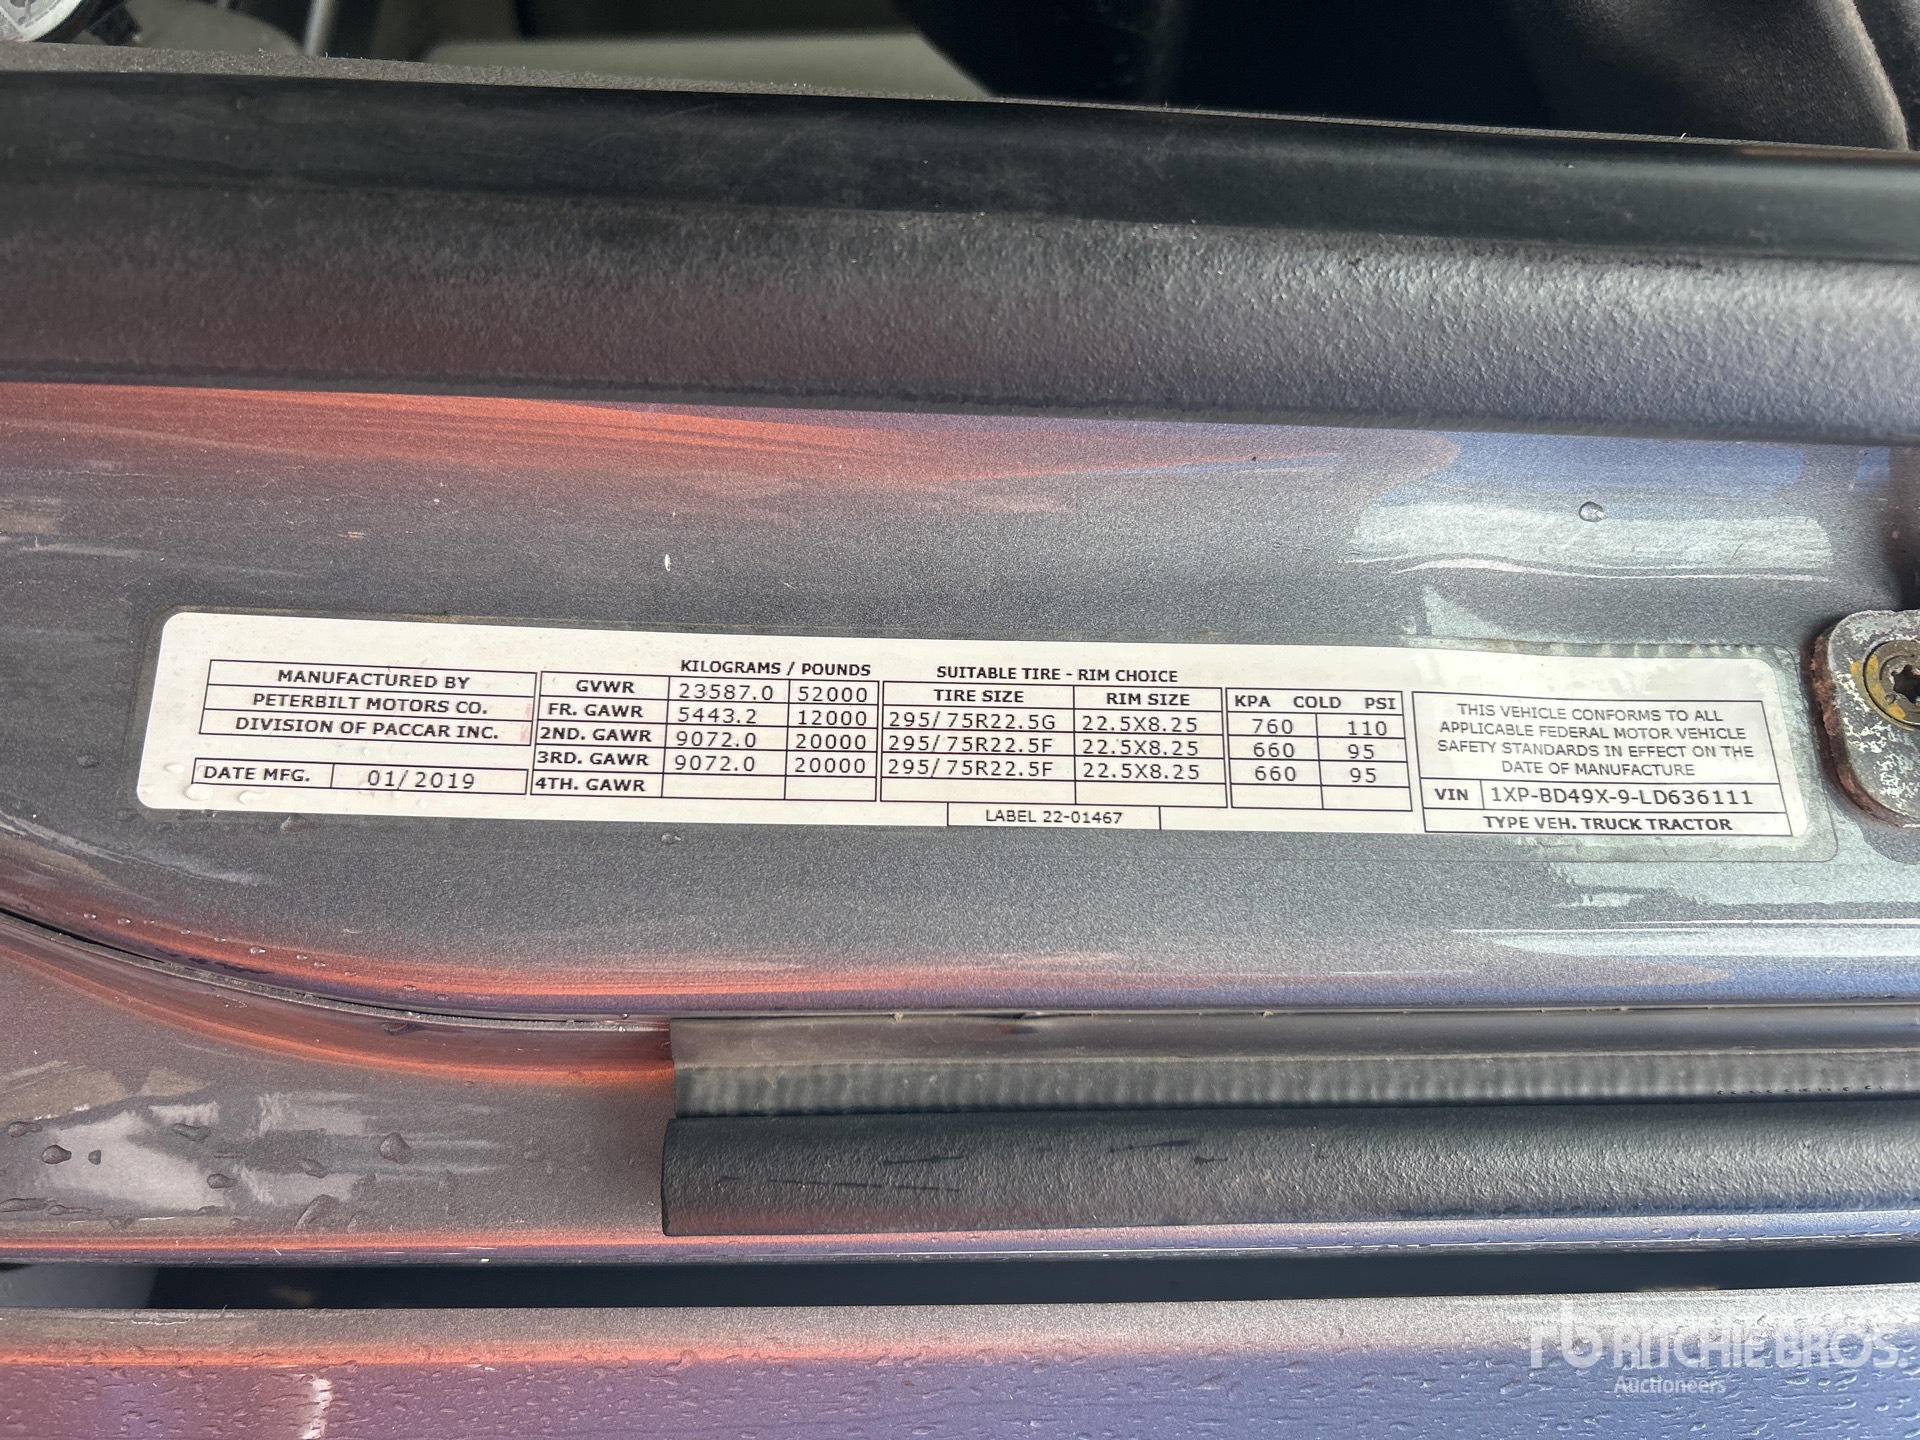 MANUFACTURED BY
PETERBILT MOTORS CO.
DIVISION OF PACCAR INC.
DATE MFG. 01/2019
KILOGRAMS / POUNDS
GVWR 23587.0 52000
FR. GAWR 5443.2 12000
2ND. GAWR 9072.0 20000
3RD. GAWR 9072.0 20000
4TH. GAWR
SUITABLE TIRE - RIM CHOICE
TIRE SIZE RIM SIZE
295/75R22.5G 22.5X8.25
295/75R22.5F 22.5X8.25
295/75R22.5F 22.5X8.25
KPA COLD PSI
760 110
660 95
660 95
LABEL 22-01467
THIS VEHICLE CONFORMS TO ALL
APPLICABLE FEDERAL MOTOR VEHICLE
SAFETY STANDARDS IN EFFECT ON THE
DATE OF MANUFACTURE
VIN 1XP-BD49X-9-LD636111
TYPE VEH. TRUCK TRACTOR
rb RITCHIE BROS.
Auctioneers